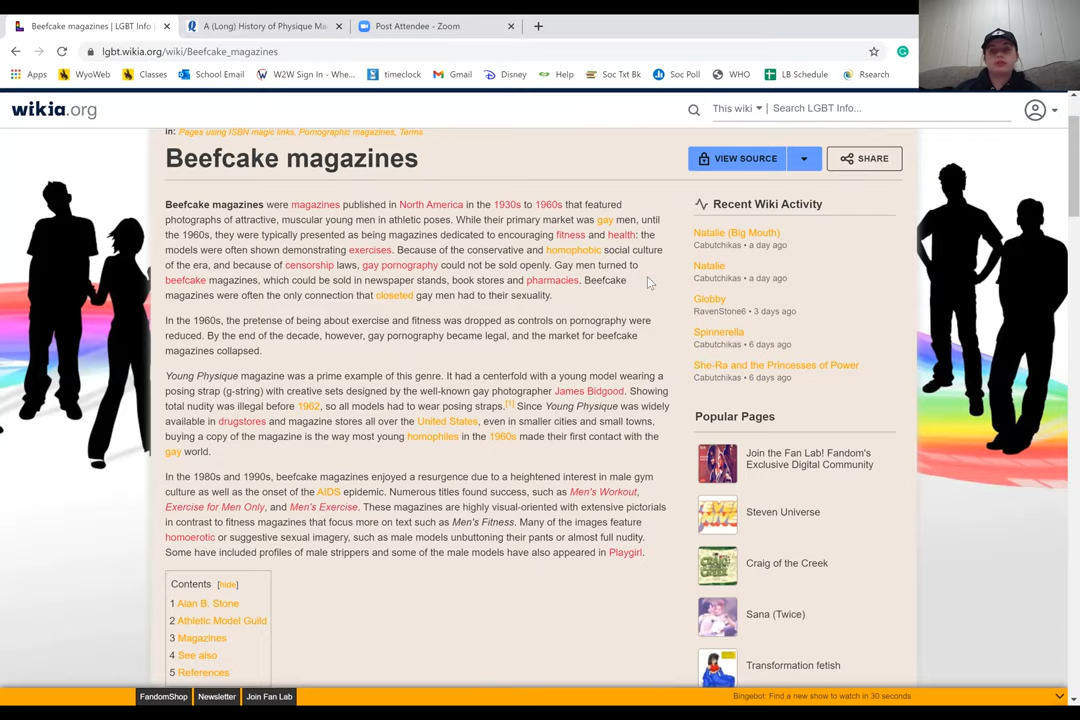 Beefcake magazines | LGBT Info
A (Long) History of Physique Ma
Post Attendee - Zoom
lgbt.wikia.org/wiki/Beefcake_magazines
Apps WyoWeb Classes School Email W2W Sign In - Whe... timeclock Gmail Disney Help Soc Txt Bk Soc Poll WHO LB Schedule Rsearch
wikia.org
This wiki
Search LGBT Info...
in: Pages using ISBN magic links, Pornographic magazines, Terms
Beefcake magazines
VIEW SOURCE
SHARE
Beefcake magazines were magazines published in North America in the 1930s to 1960s that featured
photographs of attractive, muscular young men in athletic poses. While their primary market was gay men, until
the 1960s, they were typically presented as being magazines dedicated to encouraging fitness and health: the
models were often shown demonstrating exercises. Because of the conservative and homophobic social culture
of the era, and because of censorship laws, gay pornography could not be sold openly. Gay men turned to
beefcake magazines, which could be sold in newspaper stands, book stores and pharmacies. Beefcake
magazines were often the only connection that closeted gay men had to their sexuality.
In the 1960s, the pretense of being about exercise and fitness was dropped as controls on pornography were
reduced. By the end of the decade, however, gay pornography became legal, and the market for beefcake
magazines collapsed.
Young Physique magazine was a prime example of this genre. It had a centerfold with a young model wearing a
posing strap (g-string) with creative sets designed by the well-known gay photographer James Bidgood. Showing
total nudity was illegal before 1962, so all models had to wear posing straps.[1] Since Young Physique was widely
available in drugstores and magazine stores all over the United States, even in smaller cities and small towns,
buying a copy of the magazine is the way most young homophiles in the 1960s made their first contact with the
gay world.
In the 1980s and 1990s, beefcake magazines enjoyed a resurgence due to a heightened interest in male gym
culture as well as the onset of the AIDS epidemic. Numerous titles found success, such as Men's Workout,
Exercise for Men Only, and Men's Exercise. These magazines are highly visual-oriented with extensive pictorials
in contrast to fitness magazines that focus more on text such as Men's Fitness. Many of the images feature
homoerotic or suggestive sexual imagery, such as male models unbuttoning their pants or almost full nudity.
Some have included profiles of male strippers and some of the male models have also appeared in Playgirl.
Contents [hide]
1 Alan B. Stone
2 Athletic Model Guild
3 Magazines
4 See also
5 References
Recent Wiki Activity
Natalie (Big Mouth)
Cabutchikas • a day ago
Natalie
Cabutchikas • a day ago
Globby
RavenStone6 • 3 days ago
Spinnerella
Cabutchikas • 6 days ago
She-Ra and the Princesses of Power
Cabutchikas • 6 days ago
Popular Pages
Join the Fan Lab! Fandom's
Exclusive Digital Community
Steven Universe
Craig of the Creek
Sana (Twice)
Transformation fetish
FandomShop Newsletter Join Fan Lab
Bingebot: Find a new show to watch in 30 seconds